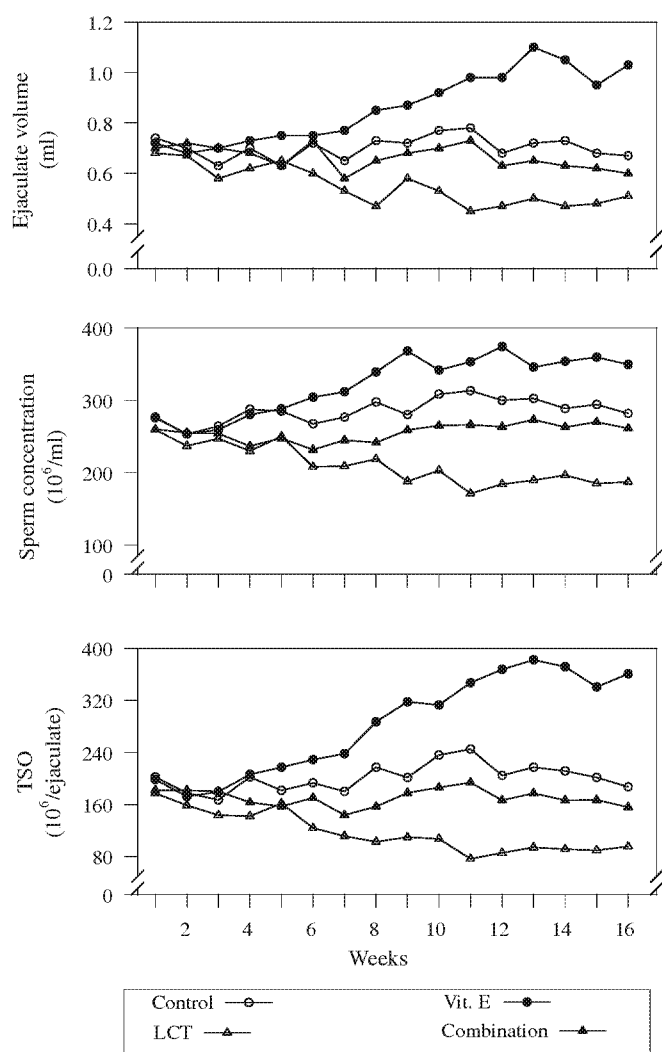 1.2
1.0
0.8
0.6
0.4
0.0
Ejaculate volume
(ml)
400
300
200
100
0
Sperm concentration
(10⁶/ml)
400
320
240
160
80
0
TSO
(10⁶/ejaculate)
2 4 6 8 10 12 14 16
Weeks
Control Vit. E
LCT Combination